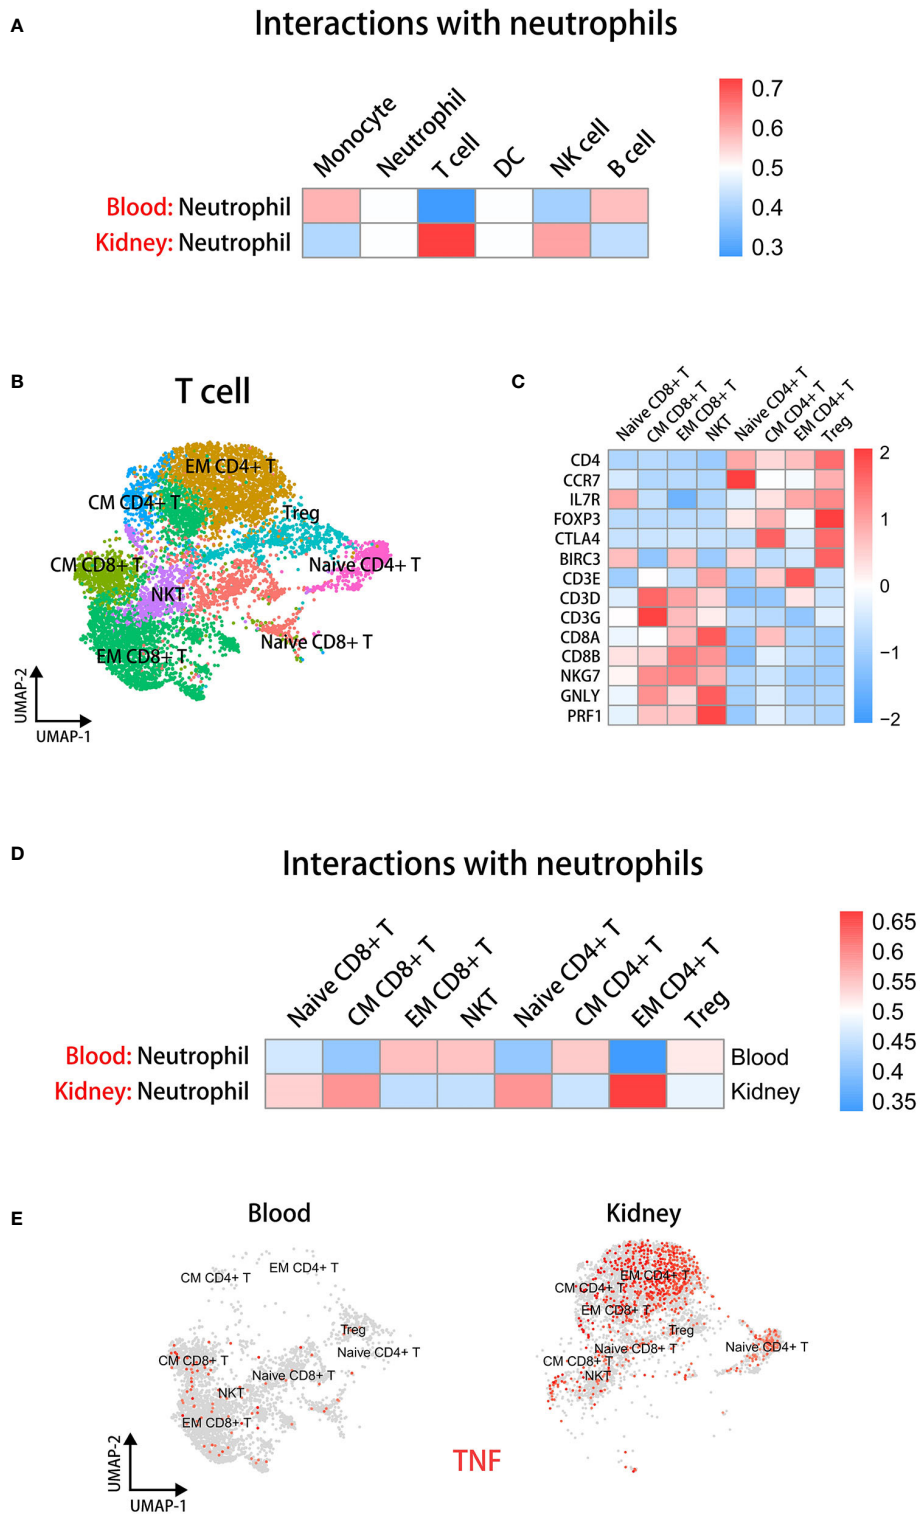 A
Interactions with neutrophils
Monocyte
Neutrophil
T cell
DC
NK cell
B cell
Blood: Neutrophil
Kidney: Neutrophil
0.7
0.6
0.5
0.4
0.3
B
T cell
EM CD4+ T
CM CD4+ T
Treg
CM CD8+ T
Naive CD4+ T
NKT
Naive CD8+ T
EM CD8+ T
UMAP-2
UMAP-1
C
Naive CD8+ T
CM CD8+ T
EM CD8+ T
NKT
Naive CD4+ T
CM CD4+ T
EM CD4+ T
Treg
CD4
CCR7
IL7R
FOXP3
CTLA4
BIRC3
CD3E
CD3D
CD3G
CD8A
CD8B
NKG7
GNLY
PRF1
2
1
0
−1
−2
D
Interactions with neutrophils
Naive CD8+ T
CM CD8+ T
EM CD8+ T
NKT
Naive CD4+ T
CM CD4+ T
EM CD4+ T
Treg
Blood: Neutrophil
Blood
Kidney: Neutrophil
Kidney
0.65
0.6
0.55
0.5
0.45
0.4
0.35
E
Blood
EM CD4+ T
CM CD4+ T
Treg
Naive CD4+ T
CM CD8+ T
Naive CD8+ T
NKT
EM CD8+ T
UMAP-2
UMAP-1
Kidney
EM CD4+ T
CM CD4+ T
EM CD8+ T
Treg
Naive CD8+ T
Naive CD4+ T
CM CD8+ T
NKT
TNF